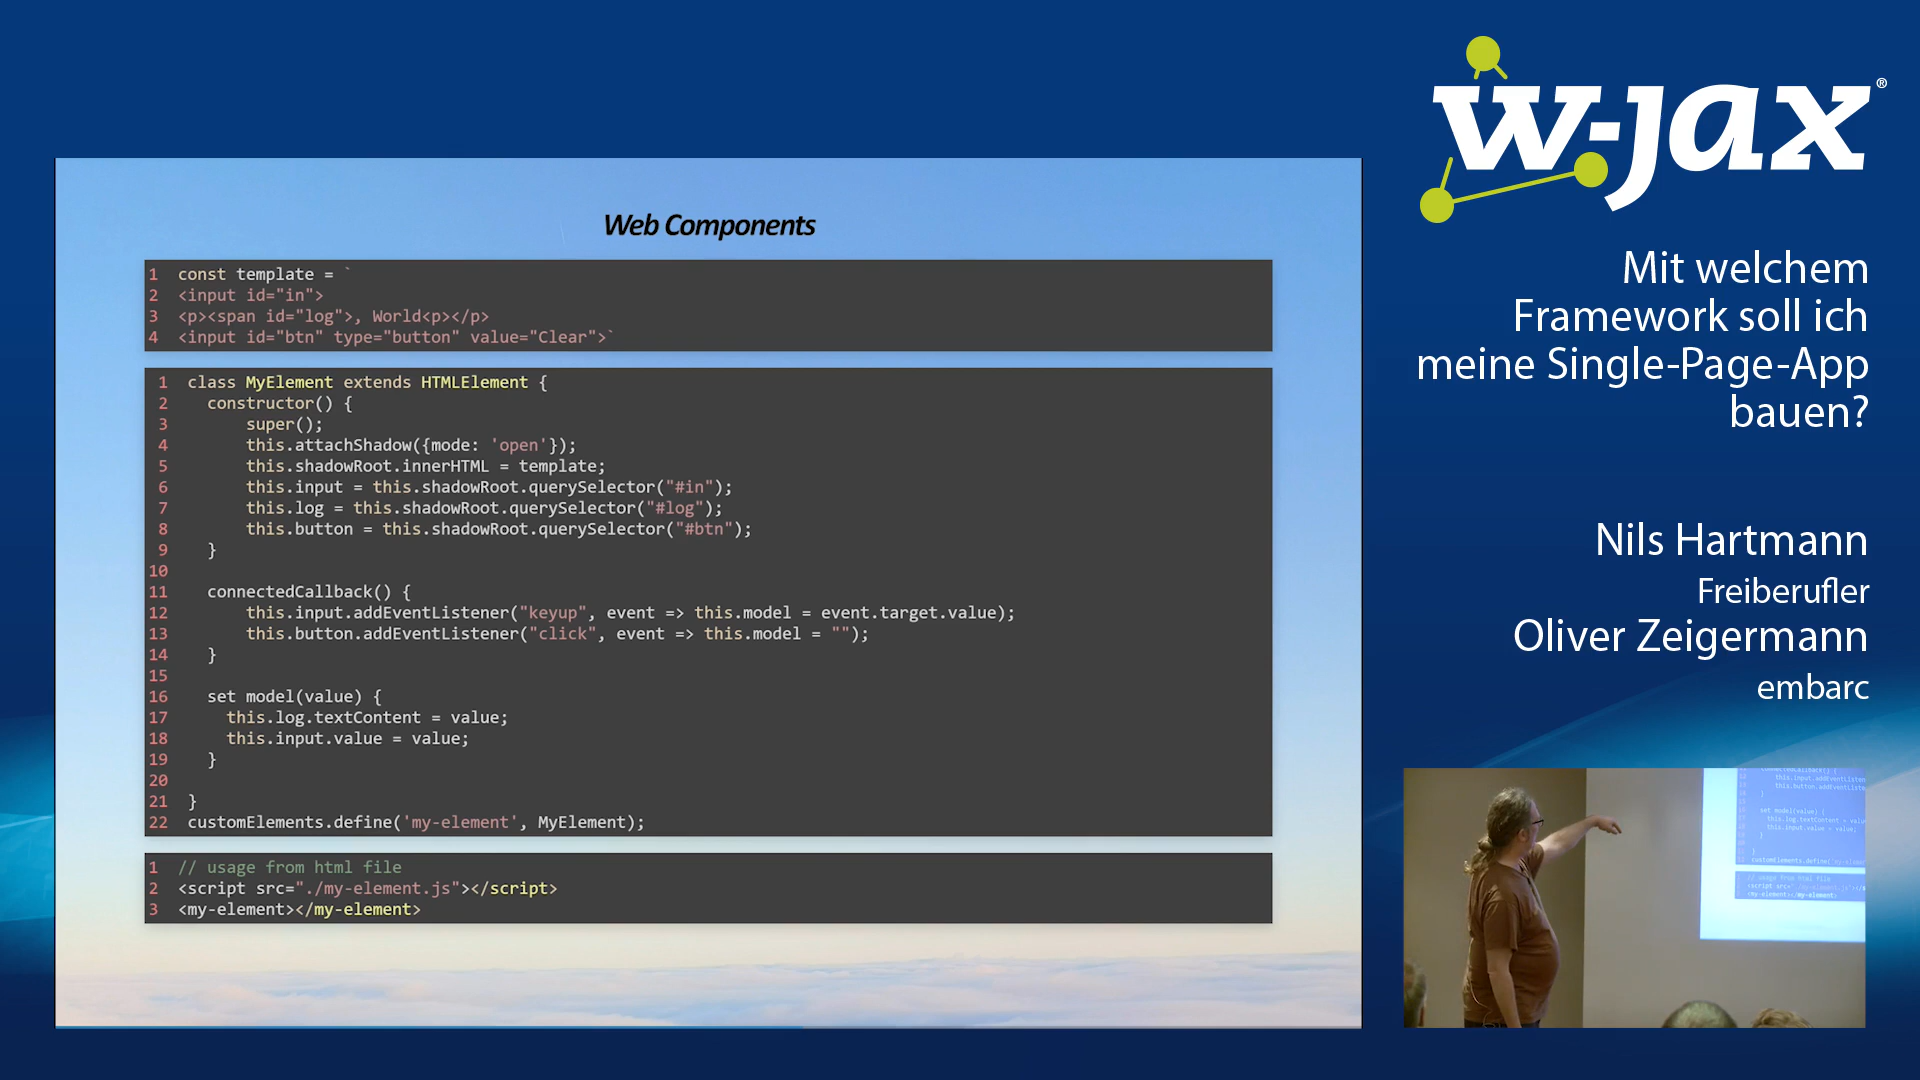 w-jax®
Mit welchem
Framework soll ich
meine Single-Page-App
bauen?
Nils Hartmann
Freiberufler
Oliver Zeigermann
embarc
Web Components
1 const template = `
2 <input id="in">
3 <p><span id="log">, World<p></p>
4 <input id="btn" type="button" value="Clear">`
1 class MyElement extends HTMLElement {
2 constructor() {
3 super();
4 this.attachShadow({mode: 'open'});
5 this.shadowRoot.innerHTML = template;
6 this.input = this.shadowRoot.querySelector("#in");
7 this.log = this.shadowRoot.querySelector("#log");
8 this.button = this.shadowRoot.querySelector("#btn");
9 }
10
11 connectedCallback() {
12 this.input.addEventListener("keyup", event => this.model = event.target.value);
13 this.button.addEventListener("click", event => this.model = "");
14 }
15
16 set model(value) {
17 this.log.textContent = value;
18 this.input.value = value;
19 }
20
21 }
22 customElements.define('my-element', MyElement);
1 // usage from html file
2 <script src="./my-element.js"></script>
3 <my-element></my-element>